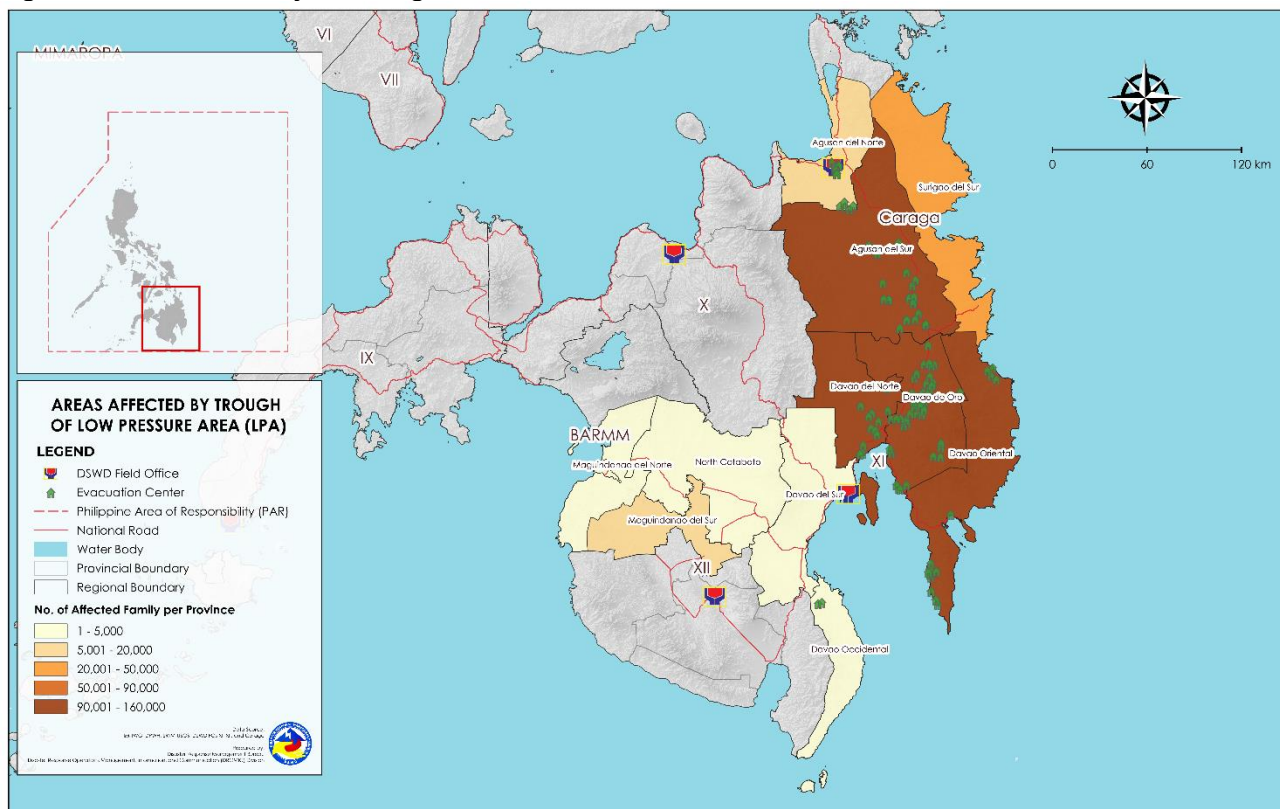 MIMAROPA
VI
VII
Agusan del Norte
0 60 120 km
Surigao del Sur
Caraga
Agusan del Sur
X
IX
Davao del Norte
Davao de Oro
BARMM
Maguindanao del Norte
North Cotabato
XI
Davao Oriental
Davao del Sur
Maguindanao del Sur
XII
Davao Occidental
AREAS AFFECTED BY TROUGH
OF LOW PRESSURE AREA (LPA)
LEGEND
DSWD Field Office
Evacuation Center
Philippine Area of Responsibility (PAR)
National Road
Water Body
Provincial Boundary
Regional Boundary
No. of Affected Family per Province
1 - 5,000
5,001 - 20,000
20,001 - 50,000
50,001 - 90,000
90,001 - 160,000
Data Source:
Prepared by: